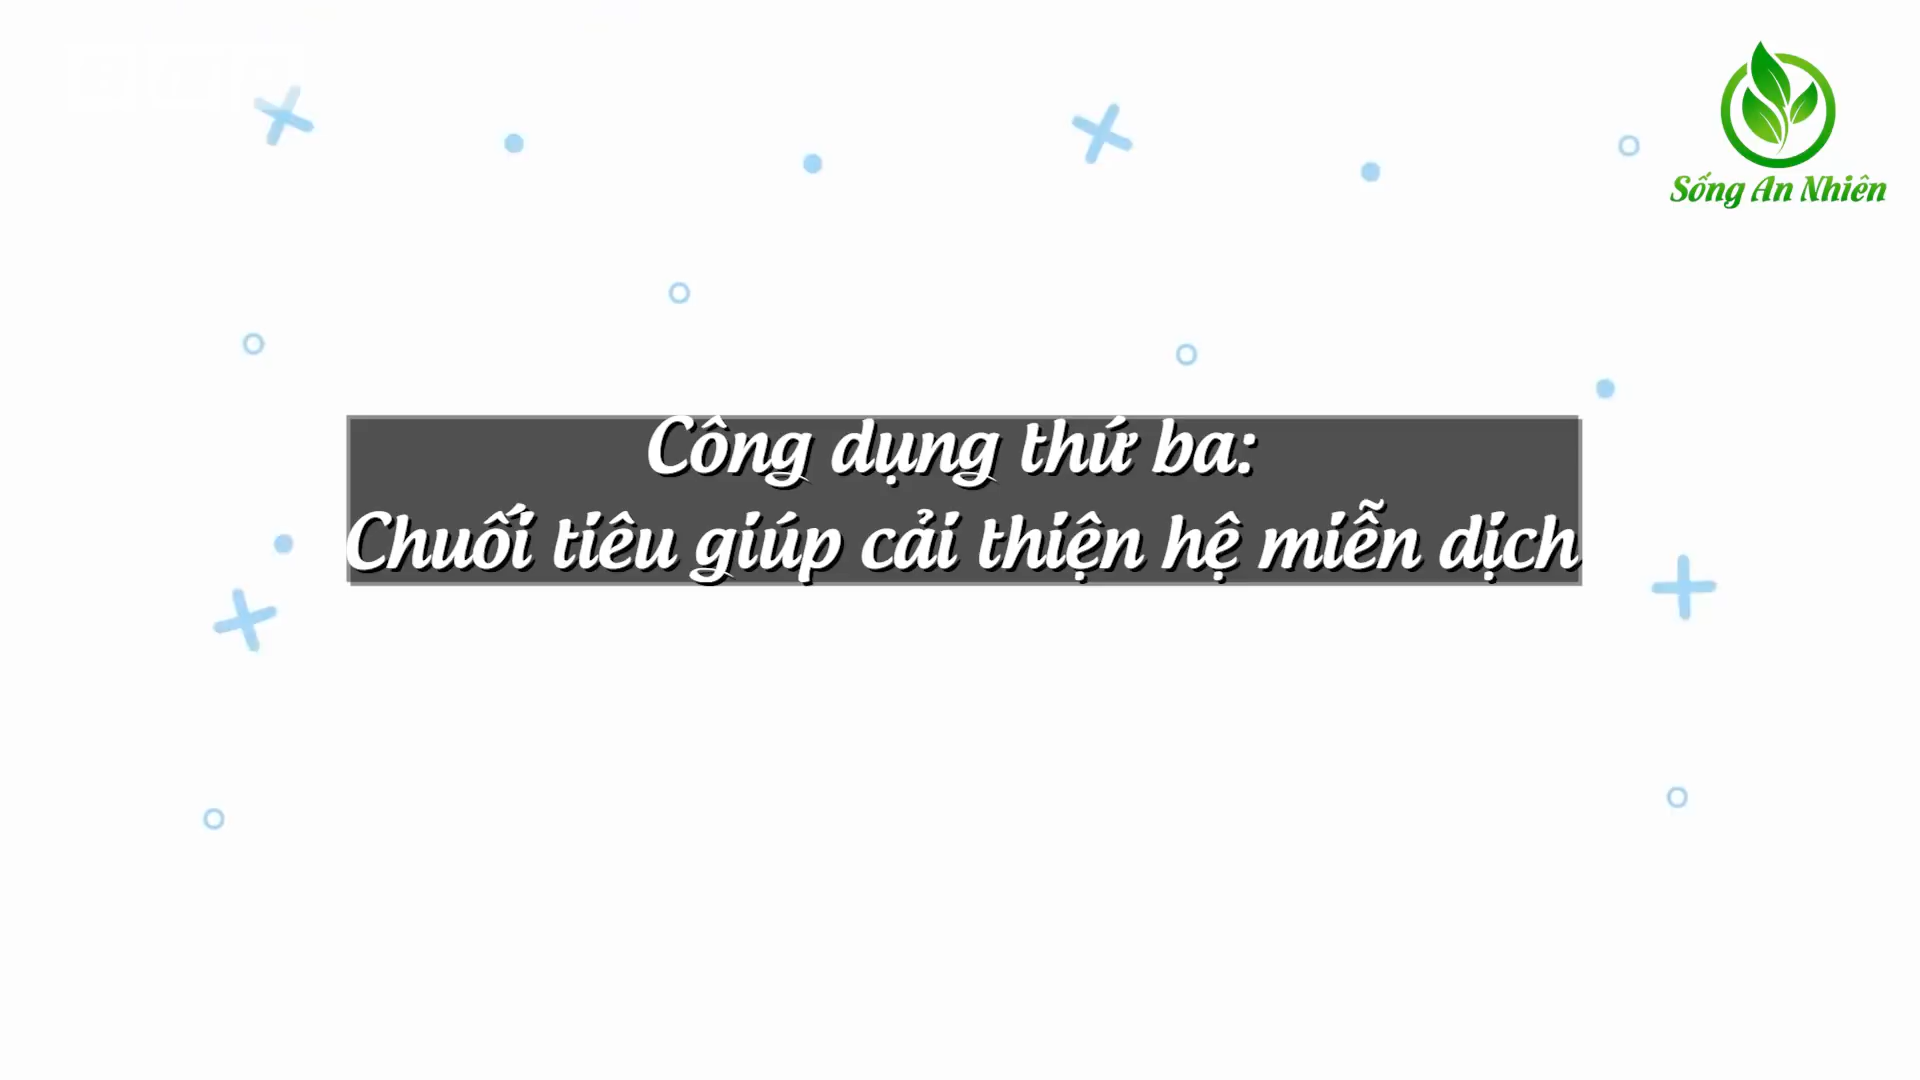 Sống An Nhiên
Công dụng thứ ba:
Chuối tiêu giúp cải thiện hệ miễn dịch